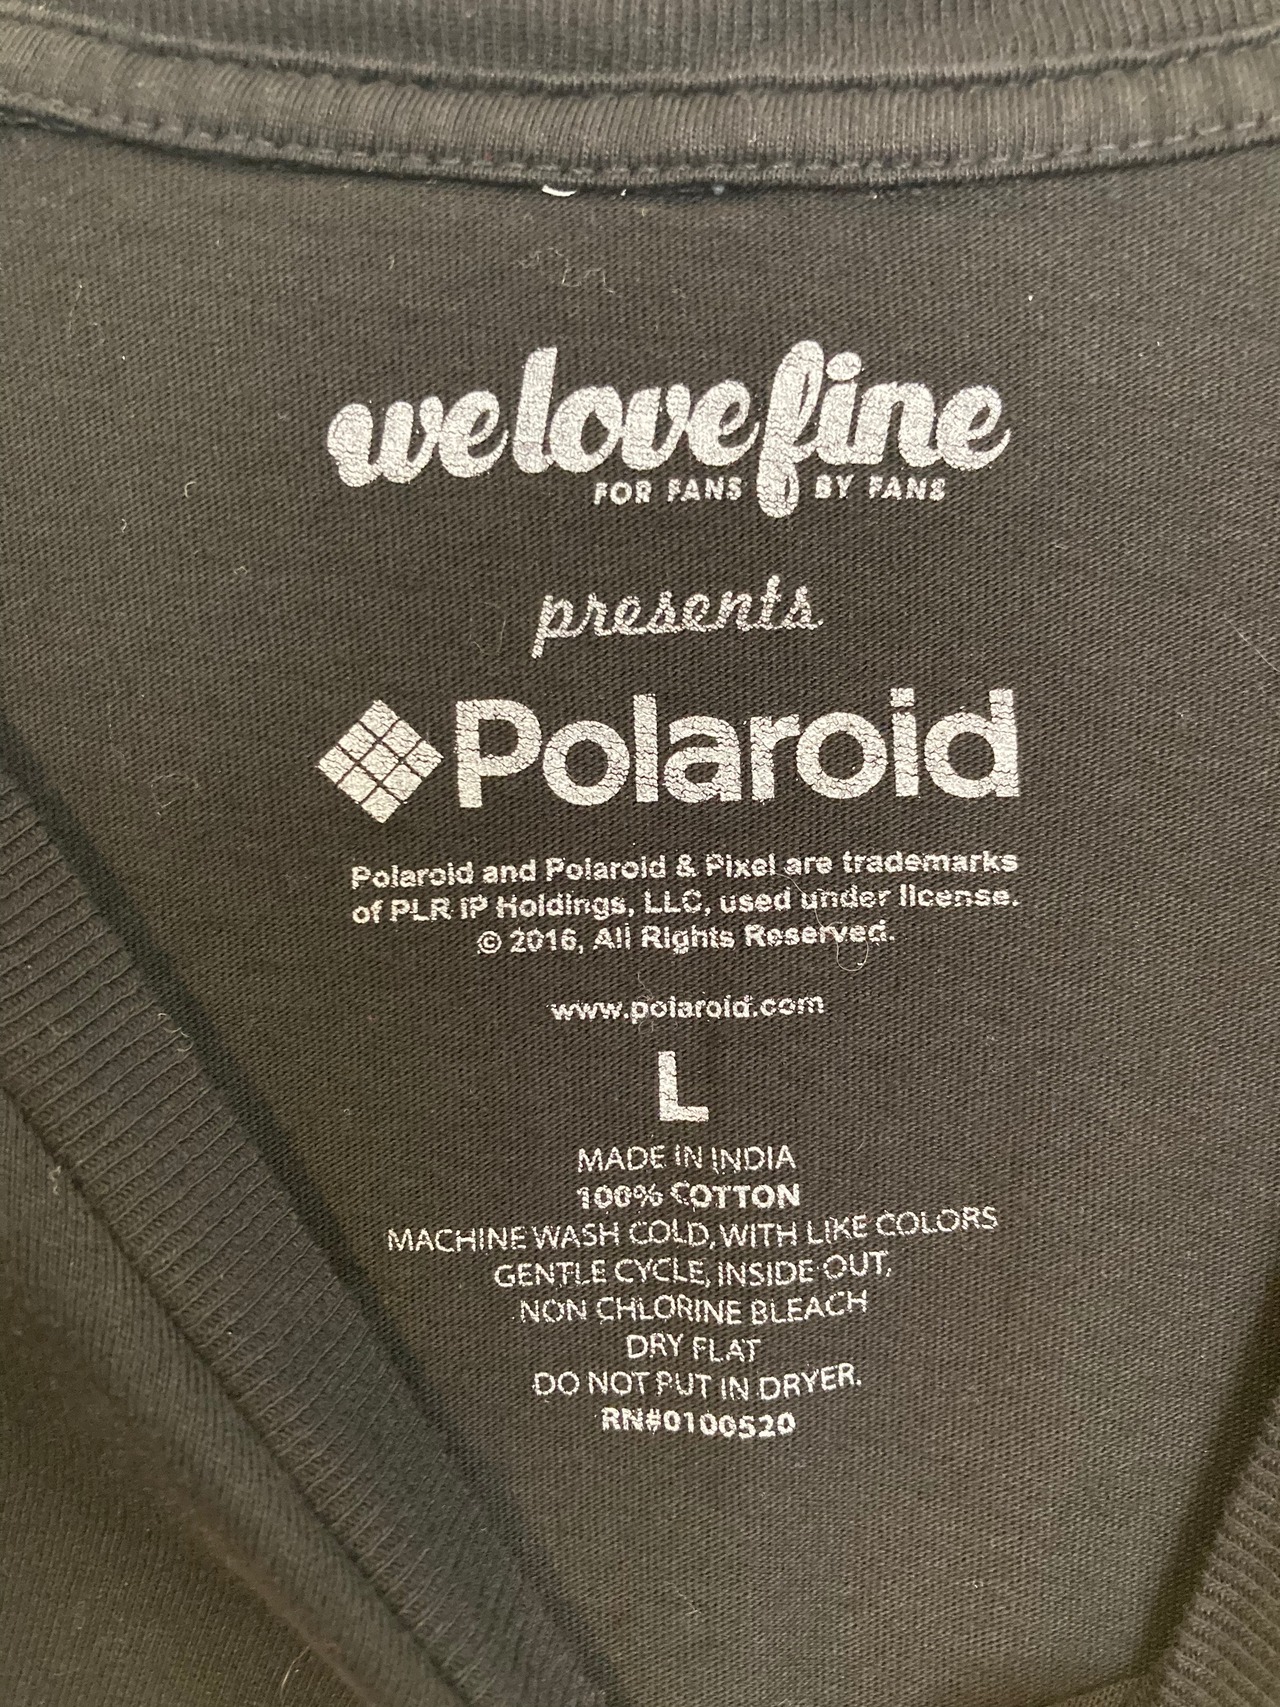 welovefine
FOR FANS BY FANS
presents
Polaroid
Polaroid and Polaroid & Pixel are trademarks
of PLR IP Holdings, LLC, used under license.
© 2016, All Rights Reserved.
www.polaroid.com
L
MADE IN INDIA
100% COTTON
MACHINE WASH COLD, WITH LIKE COLORS
GENTLE CYCLE, INSIDE OUT,
NON CHLORINE BLEACH
DRY FLAT
DO NOT PUT IN DRYER.
RN#0100520